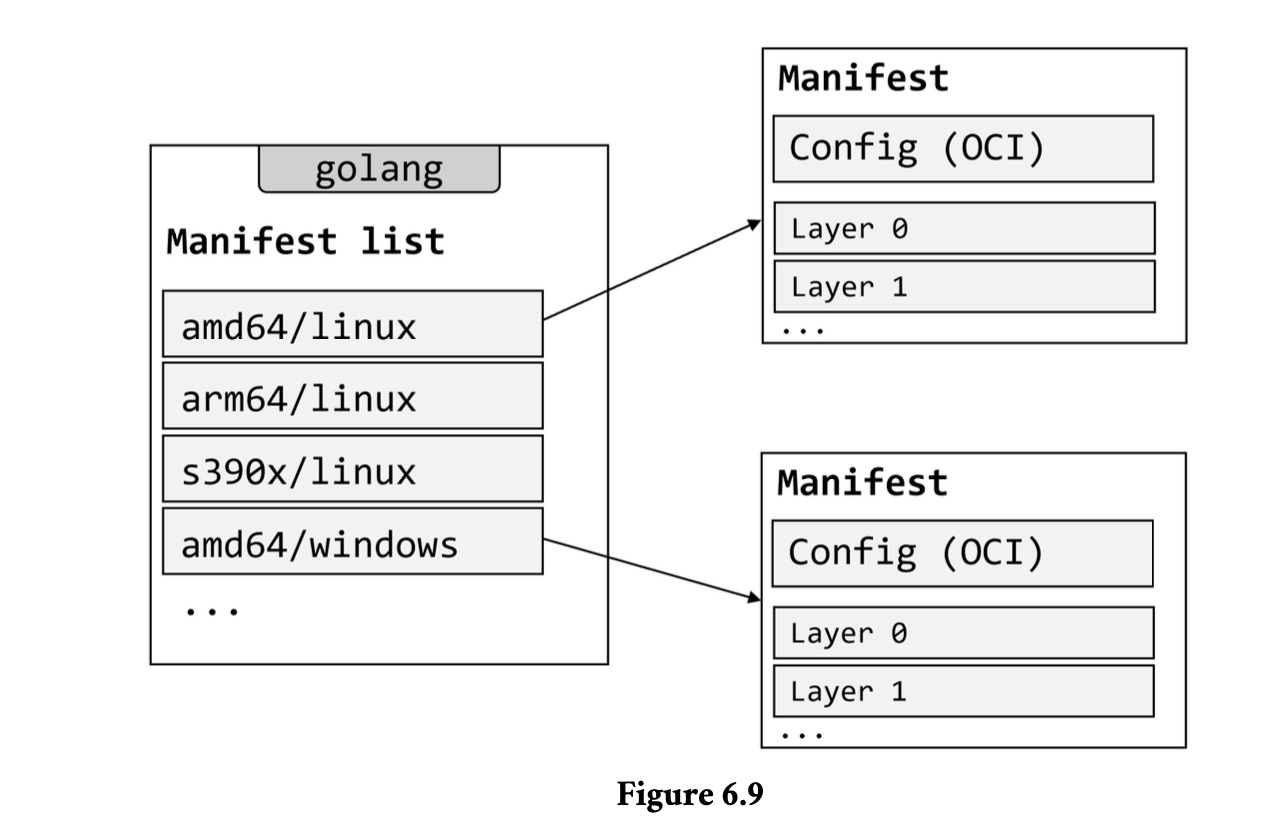 golang
Manifest list
amd64/linux
arm64/linux
s390x/linux
amd64/windows
...
Manifest
Config (OCI)
Layer 0
Layer 1
...
Manifest
Config (OCI)
Layer 0
Layer 1
...
Figure 6.9